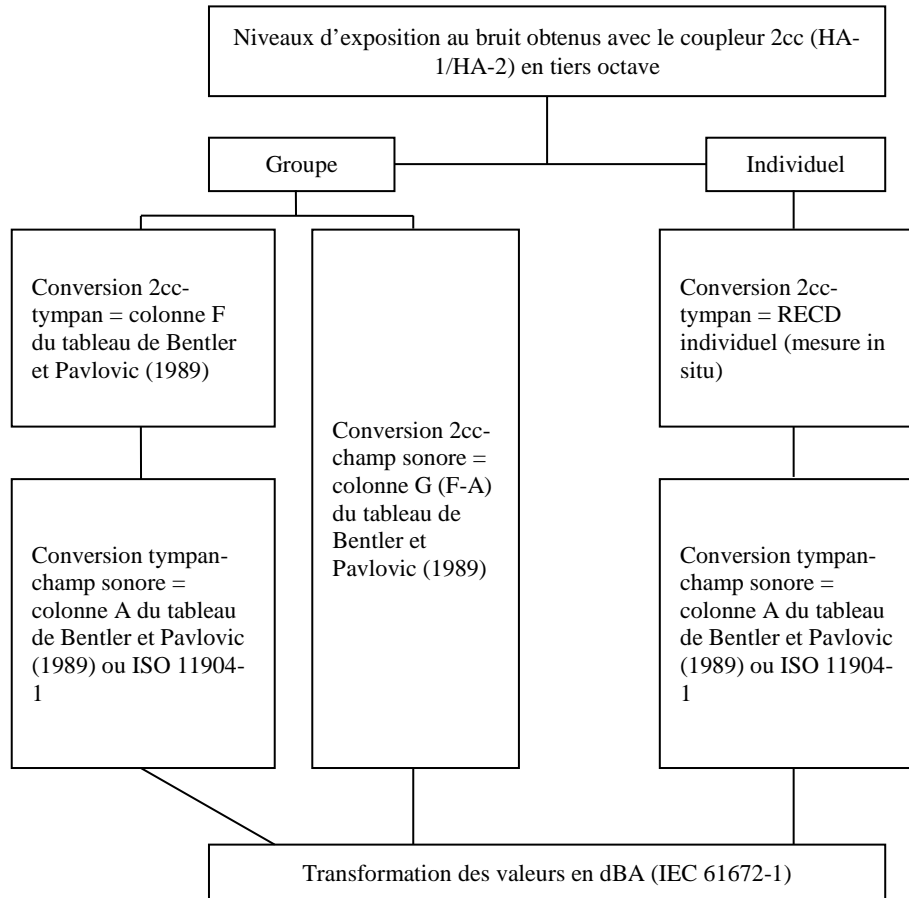 Niveaux d’exposition au bruit obtenus avec le coupleur 2cc (HA-
1/HA-2) en tiers octave
Groupe
Individuel
Conversion 2cc-
tympan = colonne F
du tableau de Bentler
et Pavlovic (1989)
Conversion 2cc-
champ sonore =
colonne G (F-A)
du tableau de
Bentler et
Pavlovic (1989)
Conversion 2cc-
tympan = RECD
individuel (mesure in
situ)
Conversion tympan-
champ sonore =
colonne A du tableau
de Bentler et Pavlovic
(1989) ou ISO 11904-
1
Conversion tympan-
champ sonore =
colonne A du tableau
de Bentler et Pavlovic
(1989) ou ISO 11904-
1
Transformation des valeurs en dBA (IEC 61672-1)